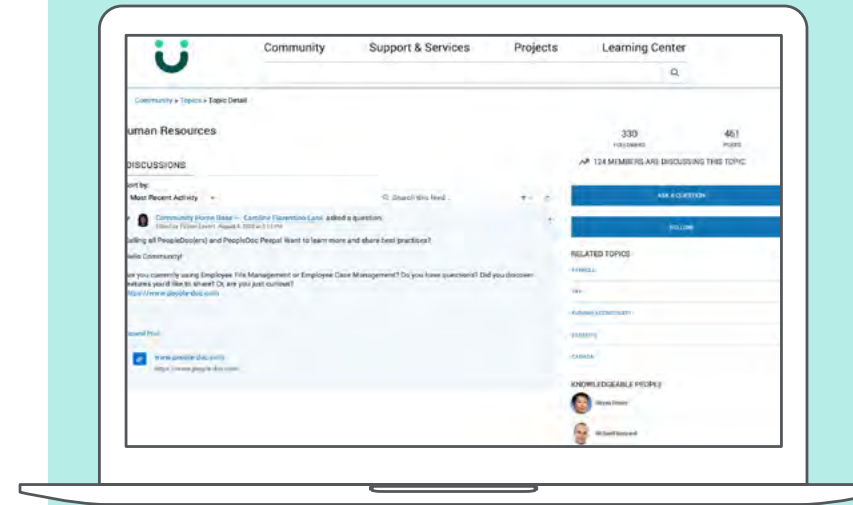 Community Support & Services Projects Learning Center
Community > Topics > Topic Detail
uman Resources
330 461
FOLLOWERS POSTS
124 MEMBERS ARE DISCUSSING THIS TOPIC
DISCUSSIONS
ort by:
Most Recent Activity
Search this feed...
ASK A QUESTION
FOLLOW
Community Home Base — Caroline Fiorentino-Lanz asked a question.
alling all PeopleDoc(ers) and PeopleDoc Peeps! Want to learn more and share best practices?
ello Community!
re you currently using Employee File Management or Employee Case Management? Do you have questions? Did you discover
eatures you'd like to share? Or, are you just curious?
https://www.people-doc.com
www.people-doc.com
https://www.people-doc.com
RELATED TOPICS
PAYROLL
TAX
BENEFITS
CANADA
KNOWLEDGEABLE PEOPLE